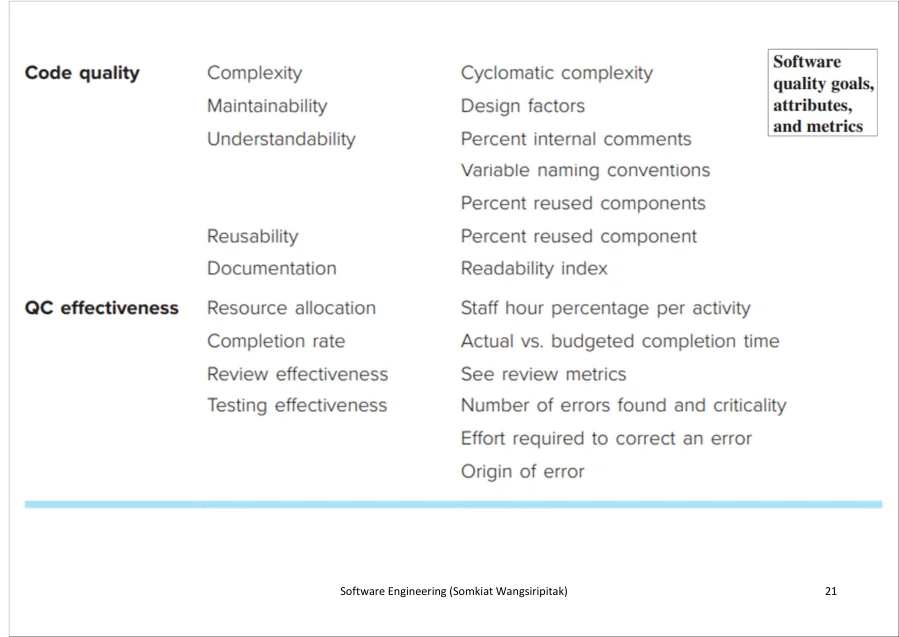 Software
quality goals,
attributes,
and metrics
Code quality Complexity Cyclomatic complexity
Maintainability Design factors
Understandability Percent internal comments
Variable naming conventions
Percent reused components
Reusability Percent reused component
Documentation Readability index
QC effectiveness Resource allocation Staff hour percentage per activity
Completion rate Actual vs. budgeted completion time
Review effectiveness See review metrics
Testing effectiveness Number of errors found and criticality
Effort required to correct an error
Origin of error
Software Engineering (Somkiat Wangsiripitak) 21